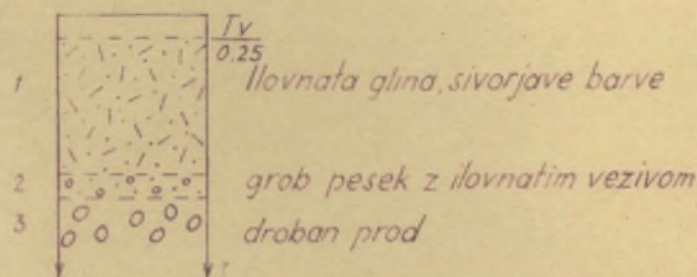 Tv
0.25
1 Ilovnata glina, sivorjave barve
2 grob pesek z ilovnatim vezivom
3 droban prod